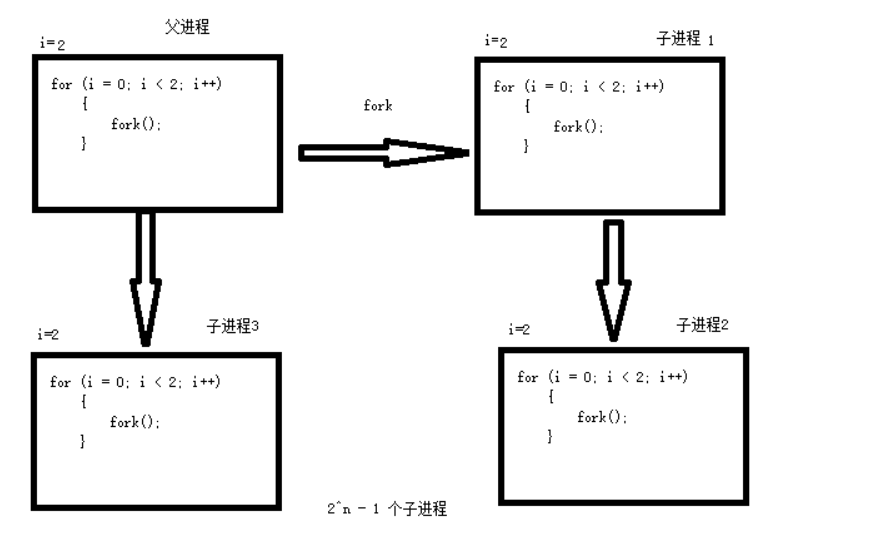 父进程
i=2
for (i = 0; i < 2; i++)
{
fork();
}
fork
子进程 1
i=2
for (i = 0; i < 2; i++)
{
fork();
}
子进程3
i=2
for (i = 0; i < 2; i++)
{
fork();
}
子进程2
i=2
for (i = 0; i < 2; i++)
{
fork();
}
2^n - 1 个子进程